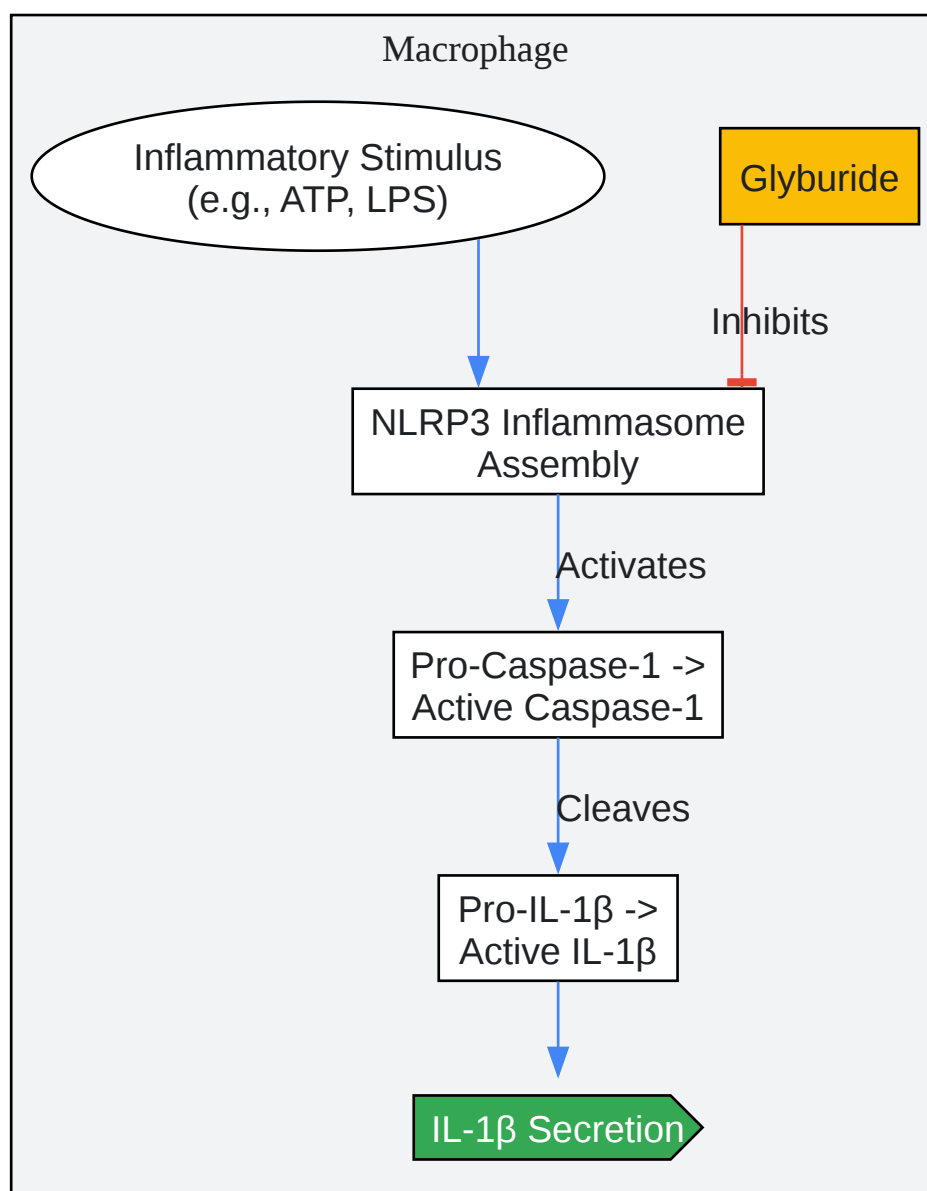 Macrophage
Inflammatory Stimulus
(e.g., ATP, LPS)
Glyburide
Inhibits
NLRP3 Inflammasome
Assembly
Activates
Pro-Caspase-1 ->
Active Caspase-1
Cleaves
Pro-IL-1β ->
Active IL-1β
IL-1β Secretion